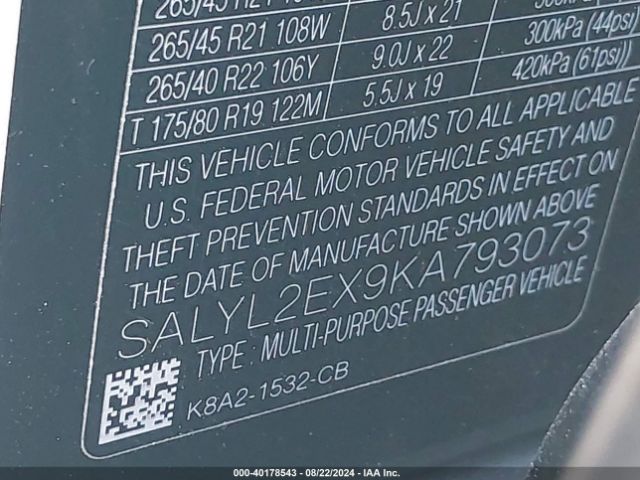 265/45 R21 108W 8.5J x 21 300kPa (44psi)
265/40 R22 106Y 9.0J x 22 420kPa (61psi)
T 175/80 R19 122M 5.5J x 19
THIS VEHICLE CONFORMS TO ALL APPLICABLE
U.S. FEDERAL MOTOR VEHICLE SAFETY AND
THEFT PREVENTION STANDARDS IN EFFECT ON
THE DATE OF MANUFACTURE SHOWN ABOVE
SALYL2EX9KA793073
TYPE : MULTI-PURPOSE PASSENGER VEHICLE
K8A2-1532-CB
000-40178543 - 08/22/2024 - IAA Inc.